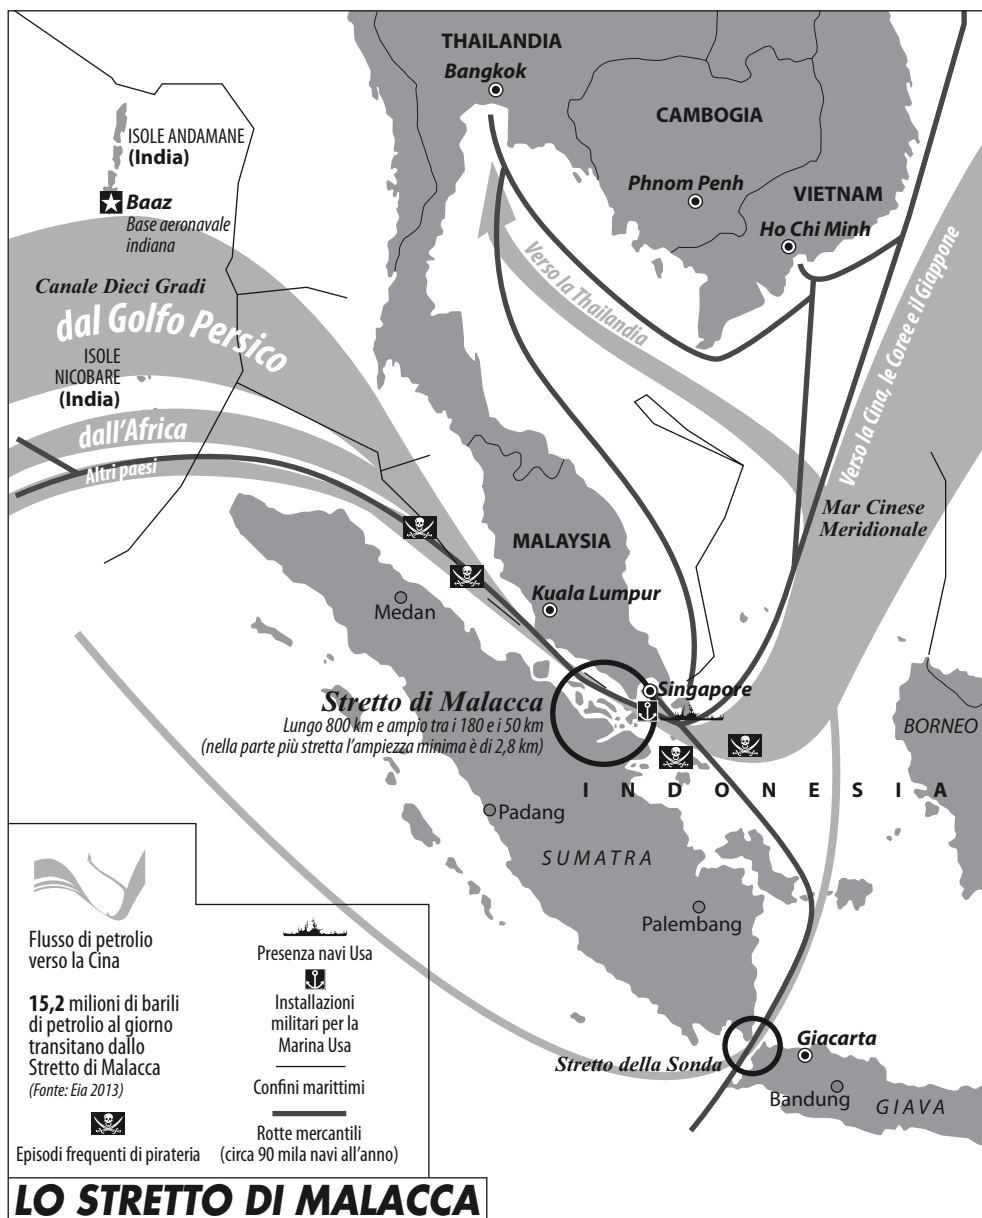 THAILANDIA
Bangkok
CAMBOGIA
ISOLE ANDAMANE
(India)
Phnom Penh
VIETNAM
Baaz
Base aeronavale
indiana
Ho Chi Minh
Canale Dieci Gradi
dal Golfo Persico
Verso la Thailandia
Verso la Cina, le Coree e il Giappone
ISOLE
NICOBARE
(India)
dall'Africa
Altri paesi
Mar Cinese
Meridionale
MALAYSIA
Kuala Lumpur
Medan
Stretto di Malacca
Lungo 800 km e ampio tra i 180 e i 50 km
(nella parte più stretta l'ampiezza minima è di 2,8 km)
Singapore
BORNEO
INDONESIA
Padang
SUMATRA
Palembang
Stretto della Sonda
Giacarta
Bandung
GIAVA
Flusso di petrolio
verso la Cina
15,2 milioni di barili
di petrolio al giorno
transitano dallo
Stretto di Malacca
(Fonte: Eia 2013)
Episodi frequenti di pirateria
Presenza navi Usa
Installazioni
militari per la
Marina Usa
Confini marittimi
Rotte mercantili
(circa 90 mila navi all'anno)
LO STRETTO DI MALACCA